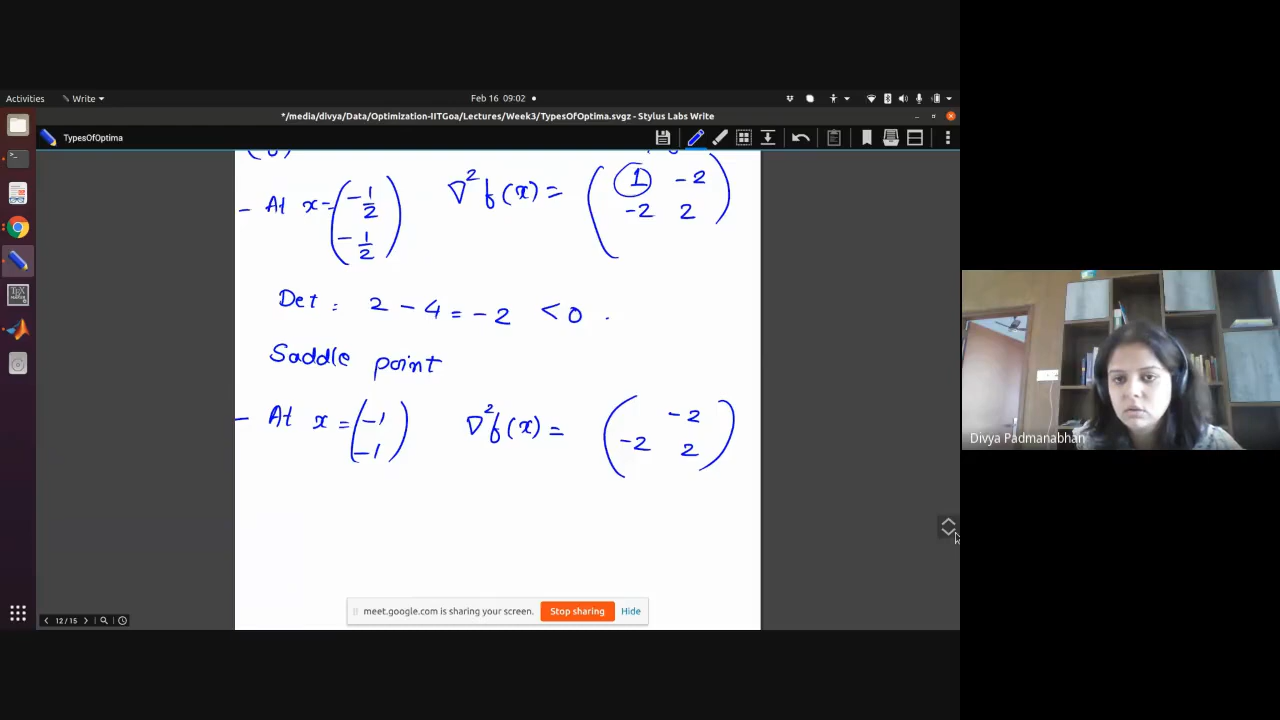 Activities Write Feb 16 09:02
*/media/divya/Data/Optimization-IITGoa/Lectures/Week3/TypesOfOptima.svgz - Stylus Labs Write
TypesOfOptima
- At x = (-1/2 -1/2) ∇²f(x) = (1 -2
-2 2)
Det : 2 - 4 = -2 < 0 .
Saddle point
- At x = (-1 -1) ∇²f(x) = ( -2
-2 2)
Divya Padmanabhan
meet.google.com is sharing your screen. Stop sharing Hide
12 / 15